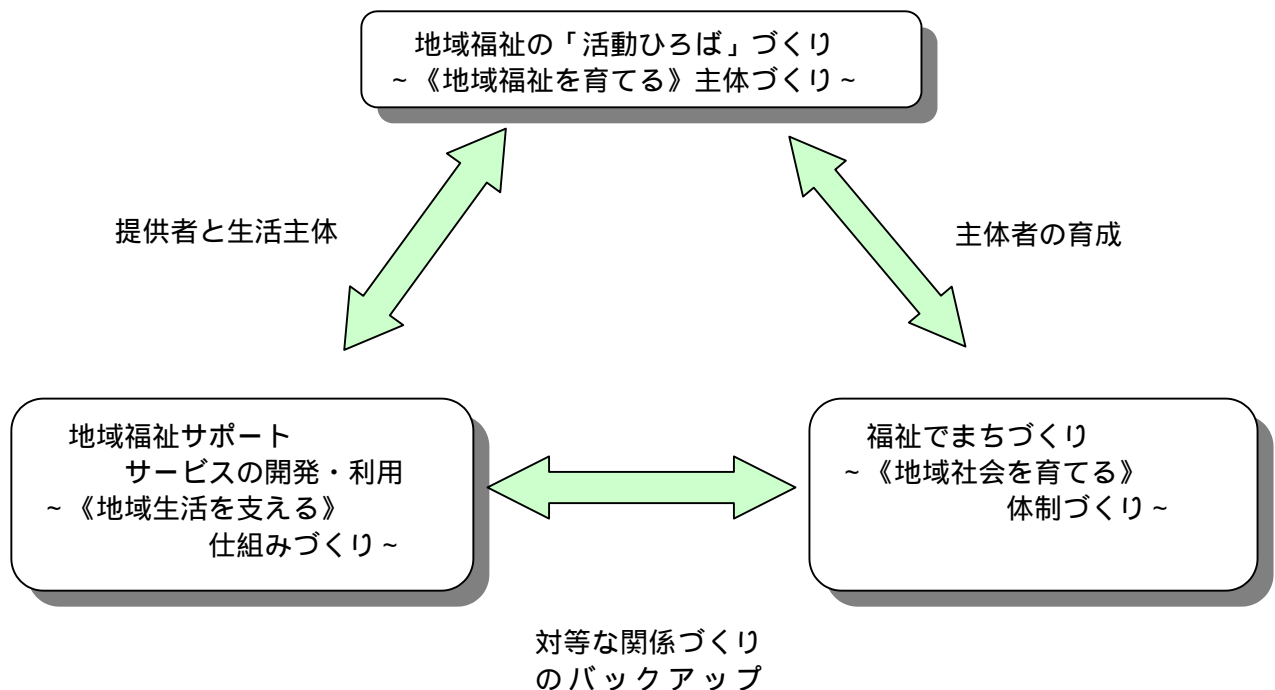 地域福祉の「活動ひろば」づくり
~《地域福祉を育てる》主体づくり~
提供者と生活主体
主体者の育成
地域福祉サポート
サービスの開発・利用
~《地域生活を支える》
仕組みづくり~
福祉でまちづくり
~《地域社会を育てる》
体制づくり~
対等な関係づくり
のバックアップ